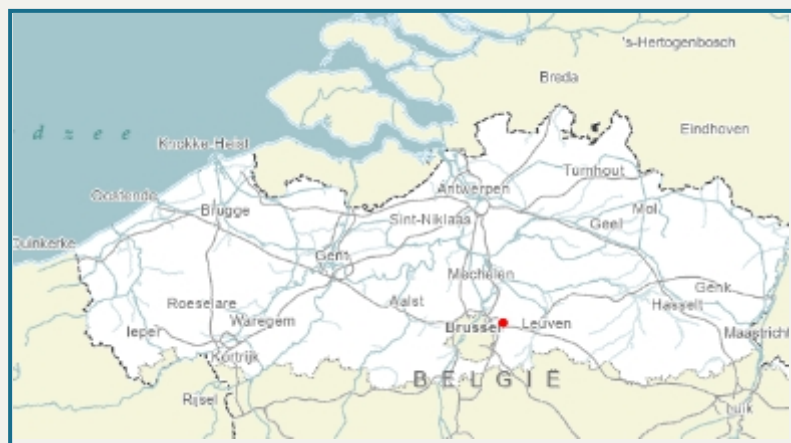 's-Hertogenbosch
Breda
d z e e
Eindhoven
Knokke-Heist
Turnhout
Antwerpen
Oostende
Mol
Brugge
Sint-Niklaas
Geel
Duinkerke
Gent
Mechelen
Genk
Roeselare
Aalst
Hasselt
Waregem
Ieper
Brussel
Leuven
Maastricht
Kortrijk
BELGIË
Rijsel
Luik